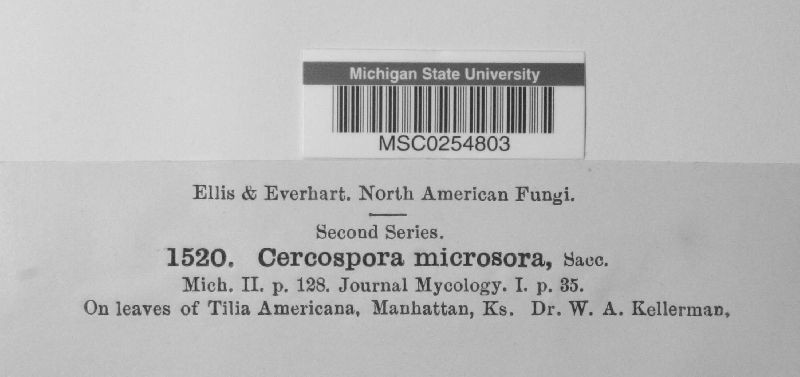 Michigan State University
MSC0254803
Ellis & Everhart. North American Fungi.
Second Series.
1520. Cercospora microsora, Sacc.
Mich. II. p. 128. Journal Mycology. I. p. 35.
On leaves of Tilia Americana, Manhattan, Ks. Dr. W. A. Kellerman,